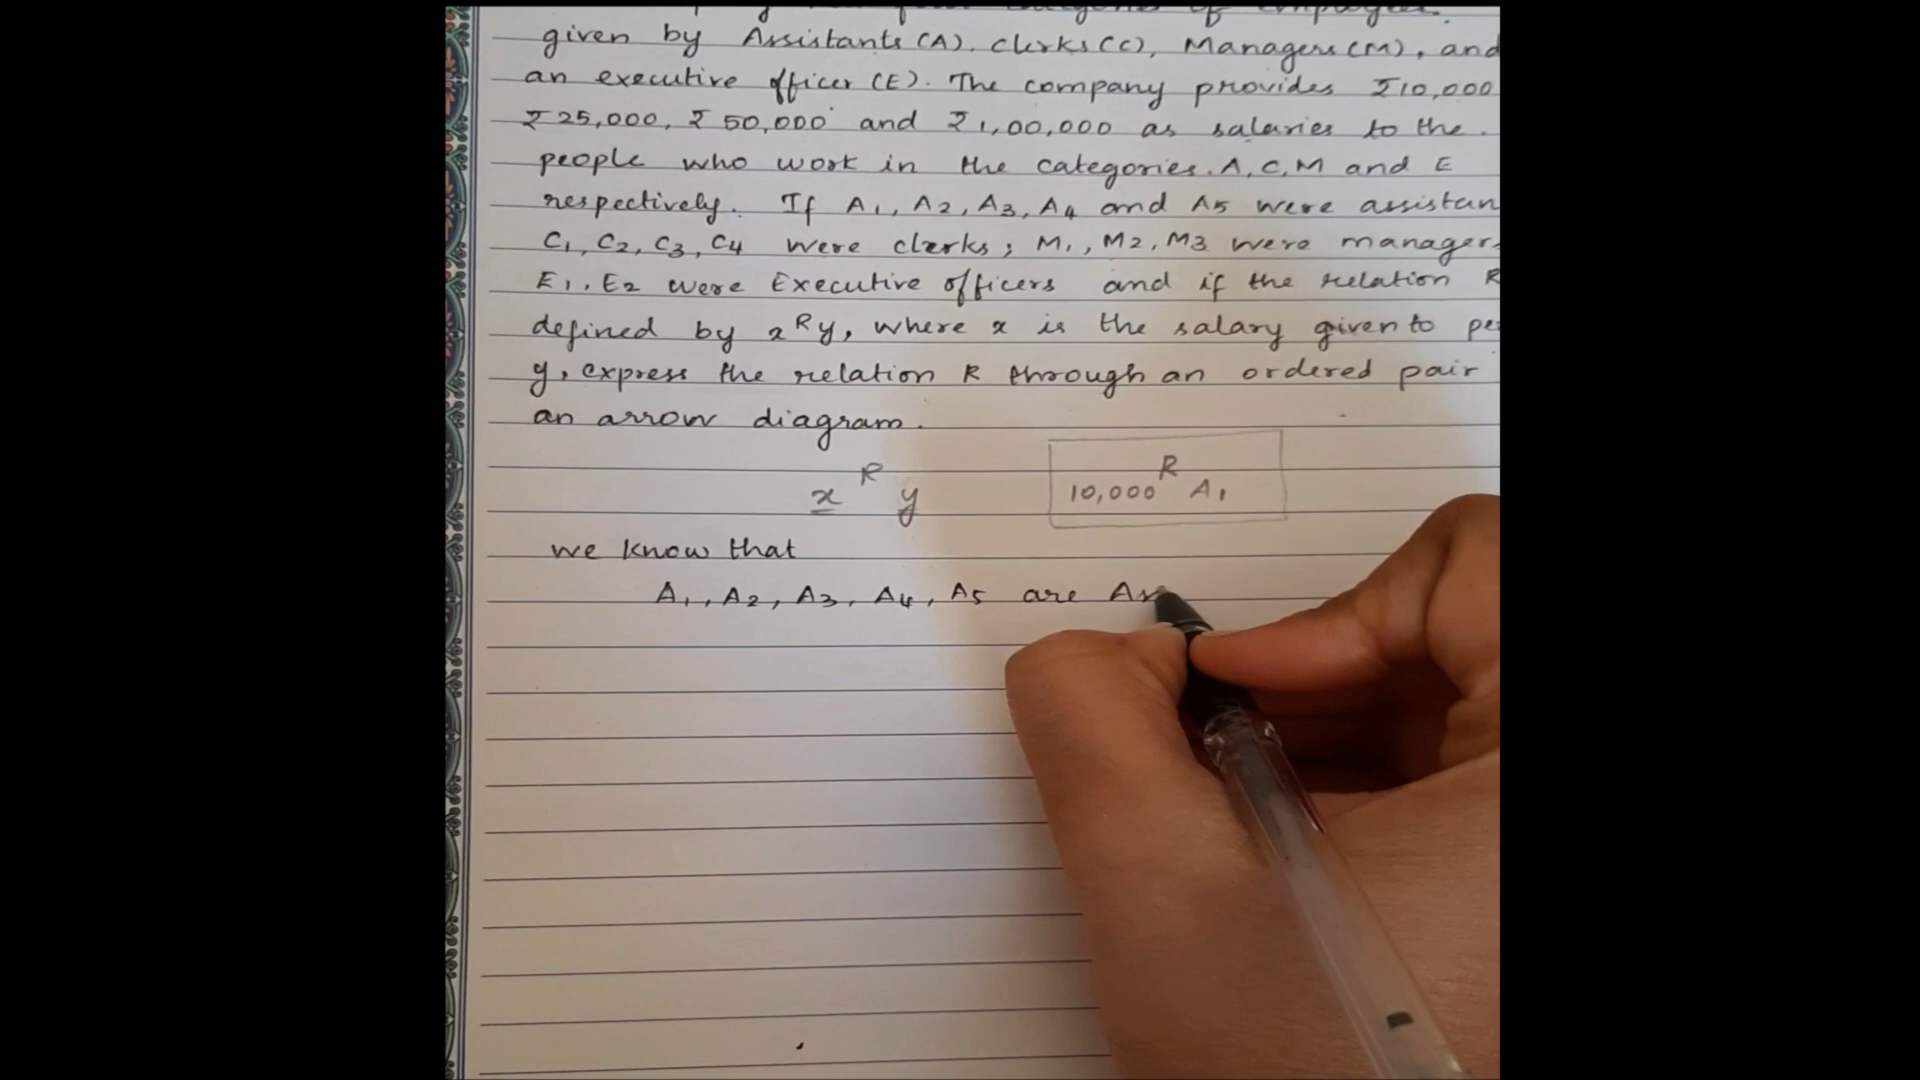 categories of employees.
given by Assistants (A), clerks (C), Managers (M), and
an executive officer (E). The company provides ₹10,000
₹25,000, ₹50,000 and ₹1,00,000 as salaries to the.
people who work in the categories. A, C, M and E
respectively. If A1, A2, A3, A4 and A5 were assistan
C1, C2, C3, C4 were clerks; M1, M2, M3 were manager
E1, E2 were Executive officers and if the relation R
defined by xRy, where x is the salary given to pe
y, express the relation R through an ordered pair
an arrow diagram.
x R y
10,000 R A1
we know that
A1, A2, A3, A4, A5 are As